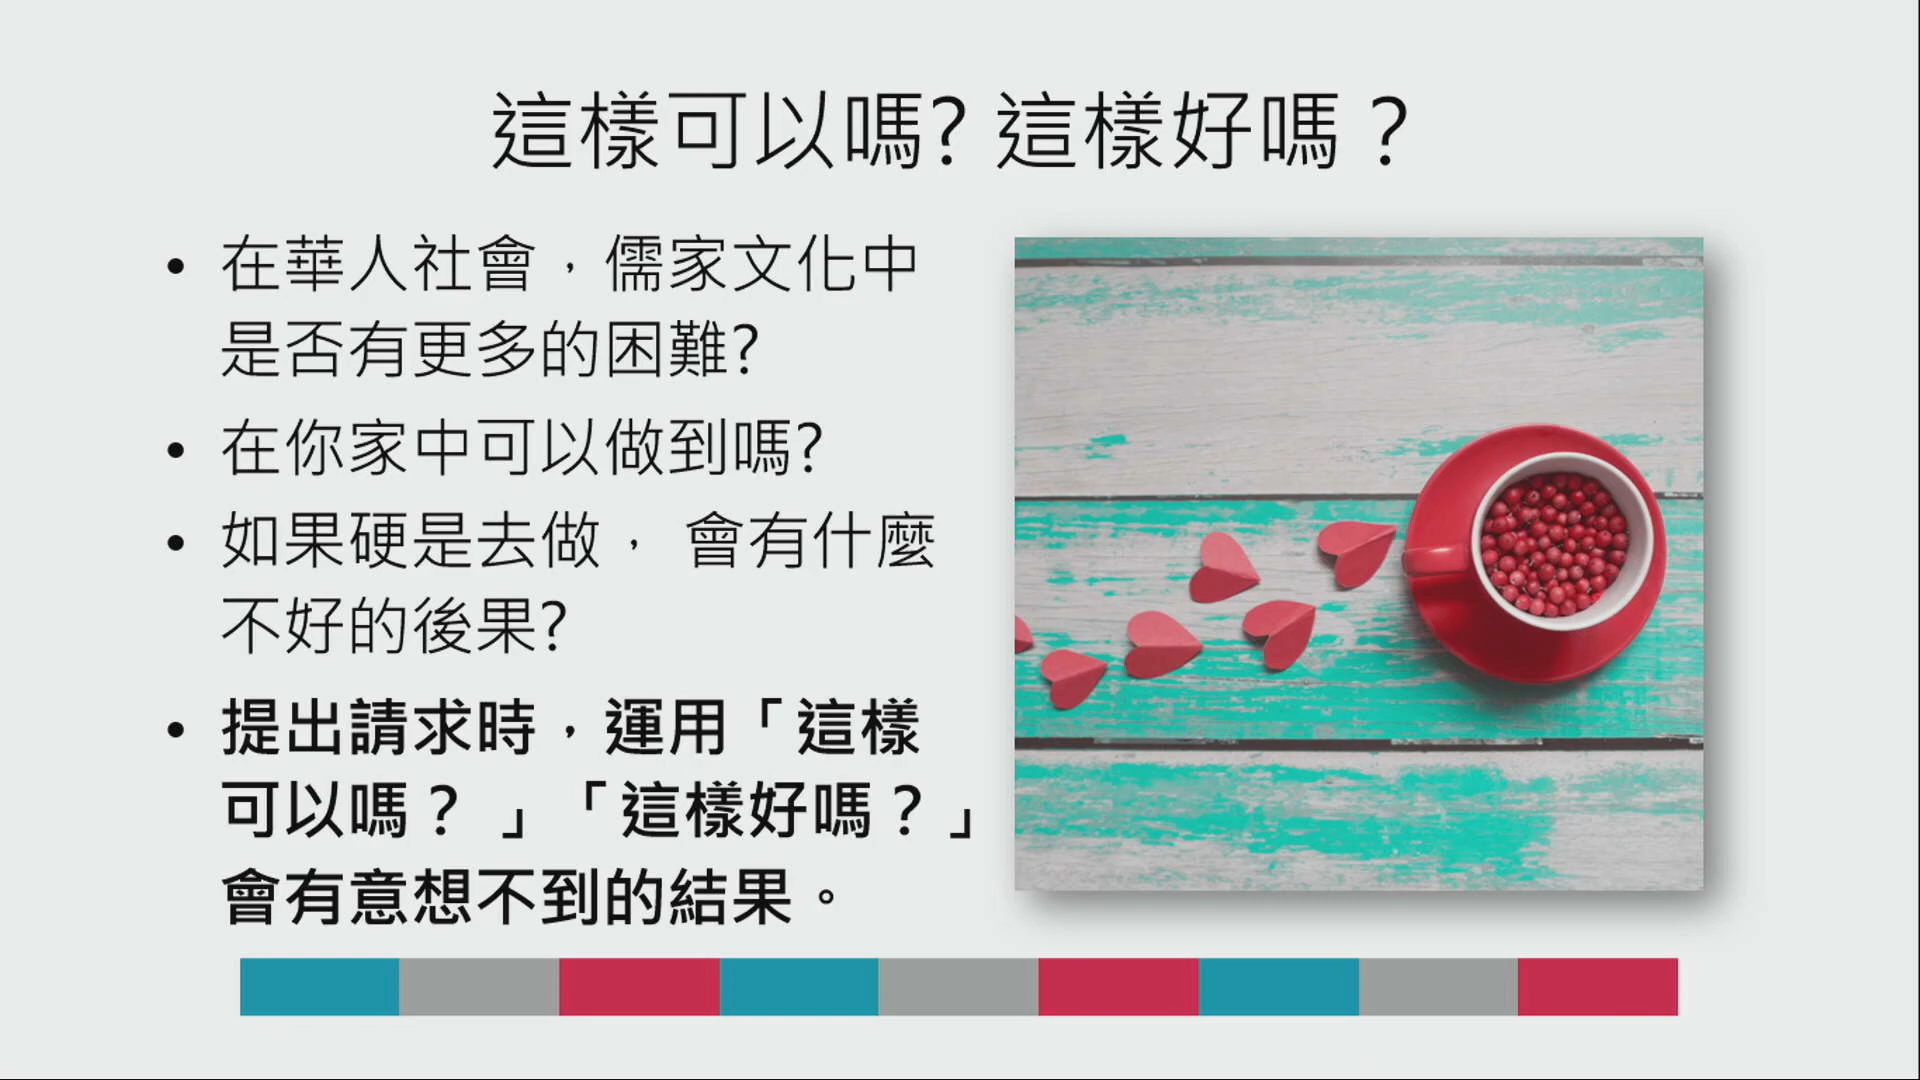 這樣可以嗎? 這樣好嗎？
• 在華人社會，儒家文化中
是否有更多的困難?
• 在你家中可以做到嗎?
• 如果硬是去做， 會有什麼
不好的後果?
• 提出請求時，運用「這樣
可以嗎？ 」「這樣好嗎？」
會有意想不到的結果。